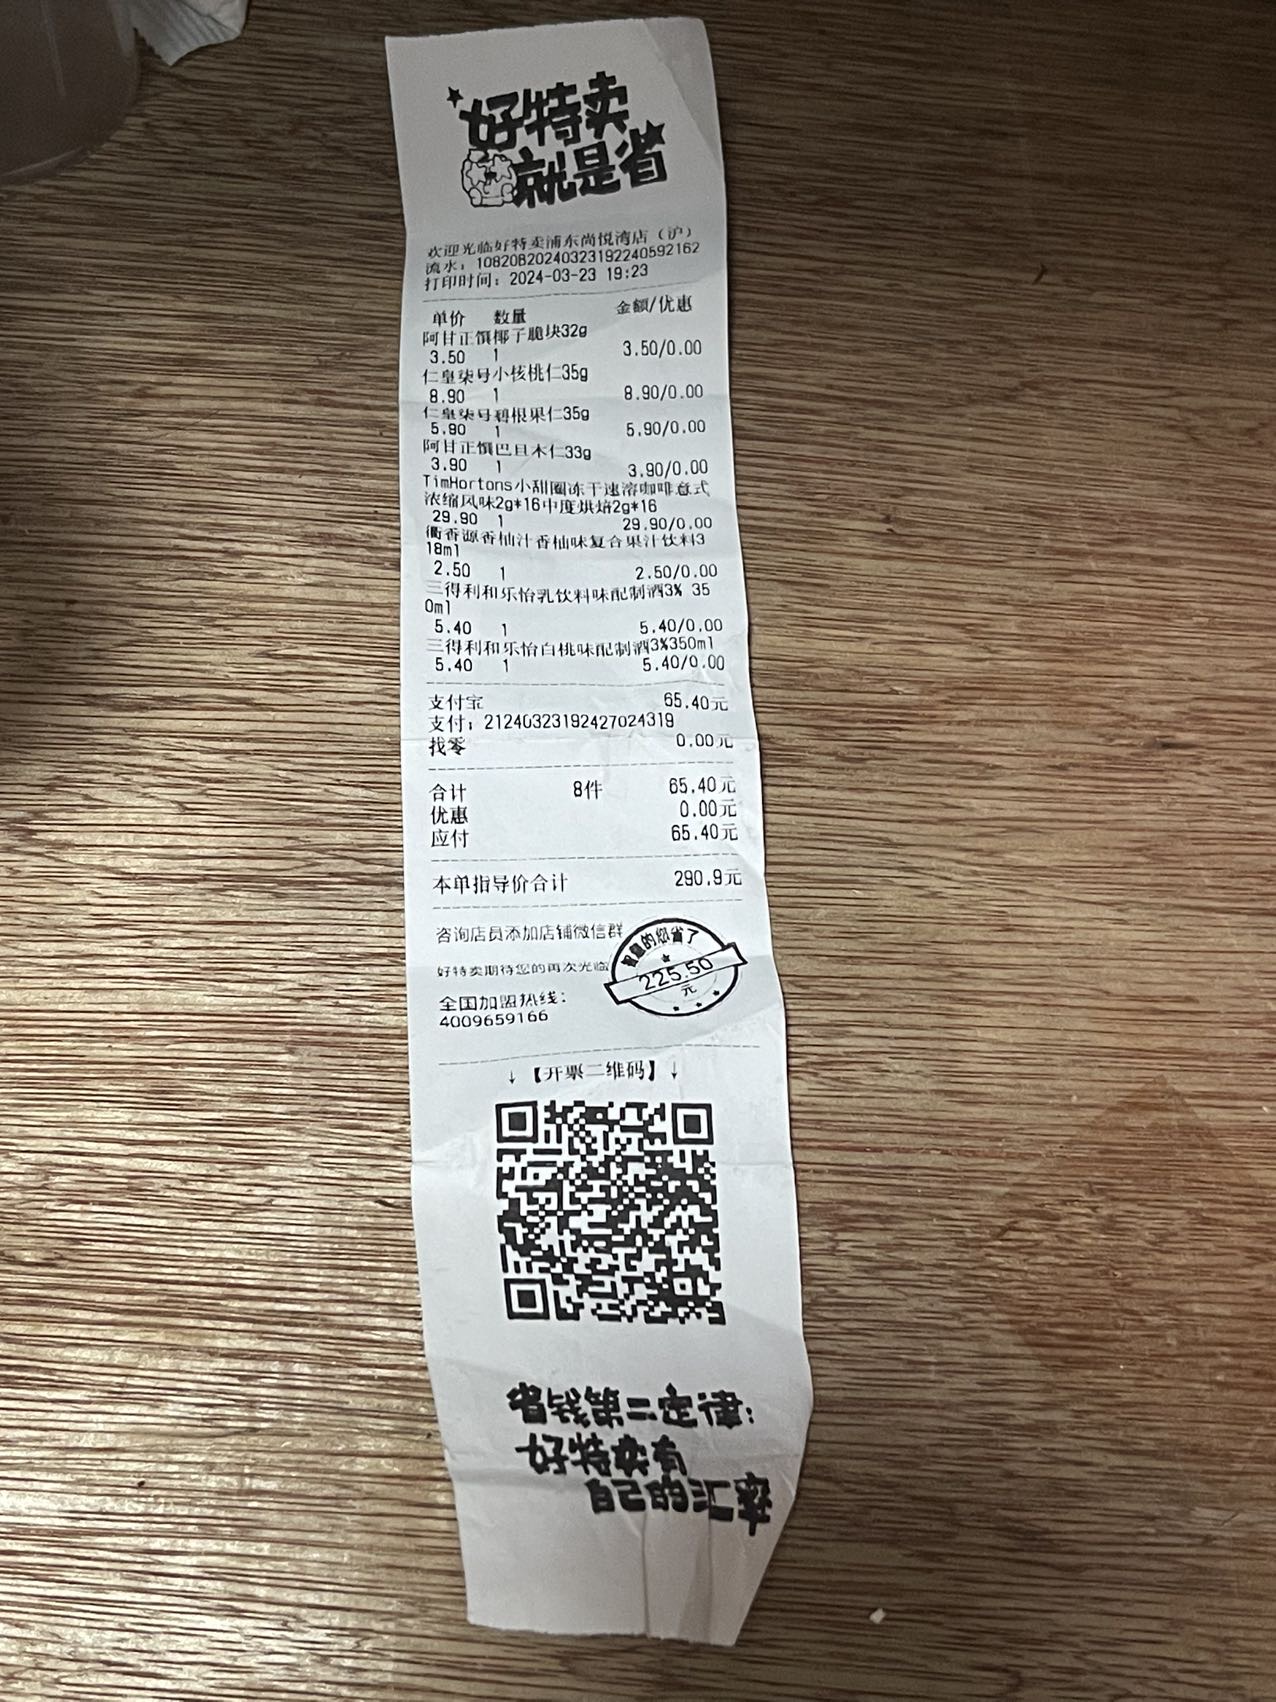 好特卖
就是省
欢迎光临好特卖浦东尚悦湾店（沪）
流水：108208202403231922240592162
打印时间：2024-03-23 19:23
单价 数量 金额/优惠
阿甘正馔椰子脆块32g
3.50 1 3.50/0.00
仁皇柒号小核桃仁35g
8.90 1 8.90/0.00
仁皇柒号碧根果仁35g
5.90 1 5.90/0.00
阿甘正馔巴旦木仁33g
3.90 1 3.90/0.00
TimHortons小甜圈冻干速溶咖啡意式
浓缩风味2g*16中度烘焙2g*16
29.90 1 29.90/0.00
衢香源香柚汁香柚味复合果汁饮料3
18ml
2.50 1 2.50/0.00
三得利和乐怡乳饮料味配制酒3% 35
0ml
5.40 1 5.40/0.00
三得利和乐怡白桃味配制酒3%350ml
5.40 1 5.40/0.00
支付宝 65.40元
支付：21240323192427024319
找零 0.00元
合计 8件 65.40元
优惠 0.00元
应付 65.40元
本单指导价合计 290.9元
咨询店员添加店铺微信群
好特卖期待您的再次光临
全国加盟热线：
4009659166
的您省了
225.50
元
↓【开票二维码】↓
省钱第二定律：
好特卖有
自己的汇率